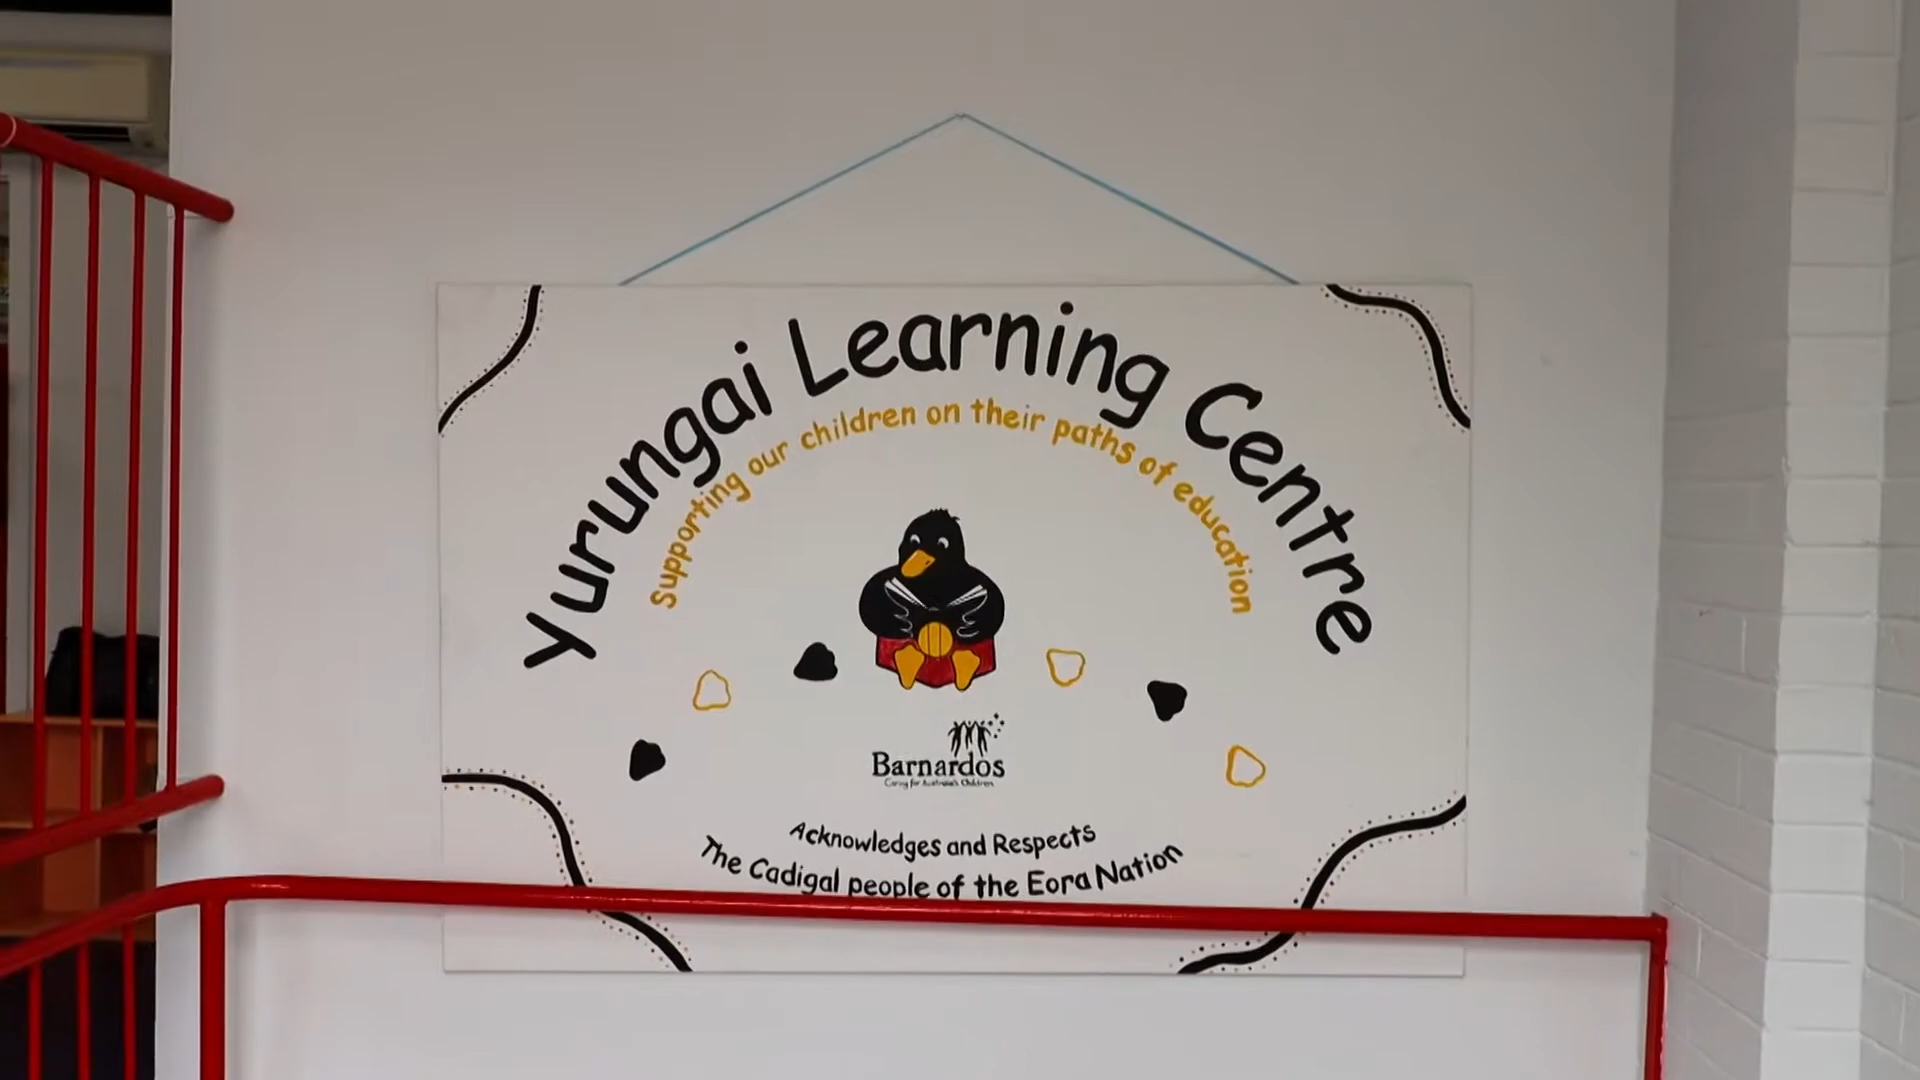 Yurungai Learning Centre
Supporting our children on their paths of education
Barnardos
Caring for Australia's Children
Acknowledges and Respects
The Cadigal people of the Eora Nation